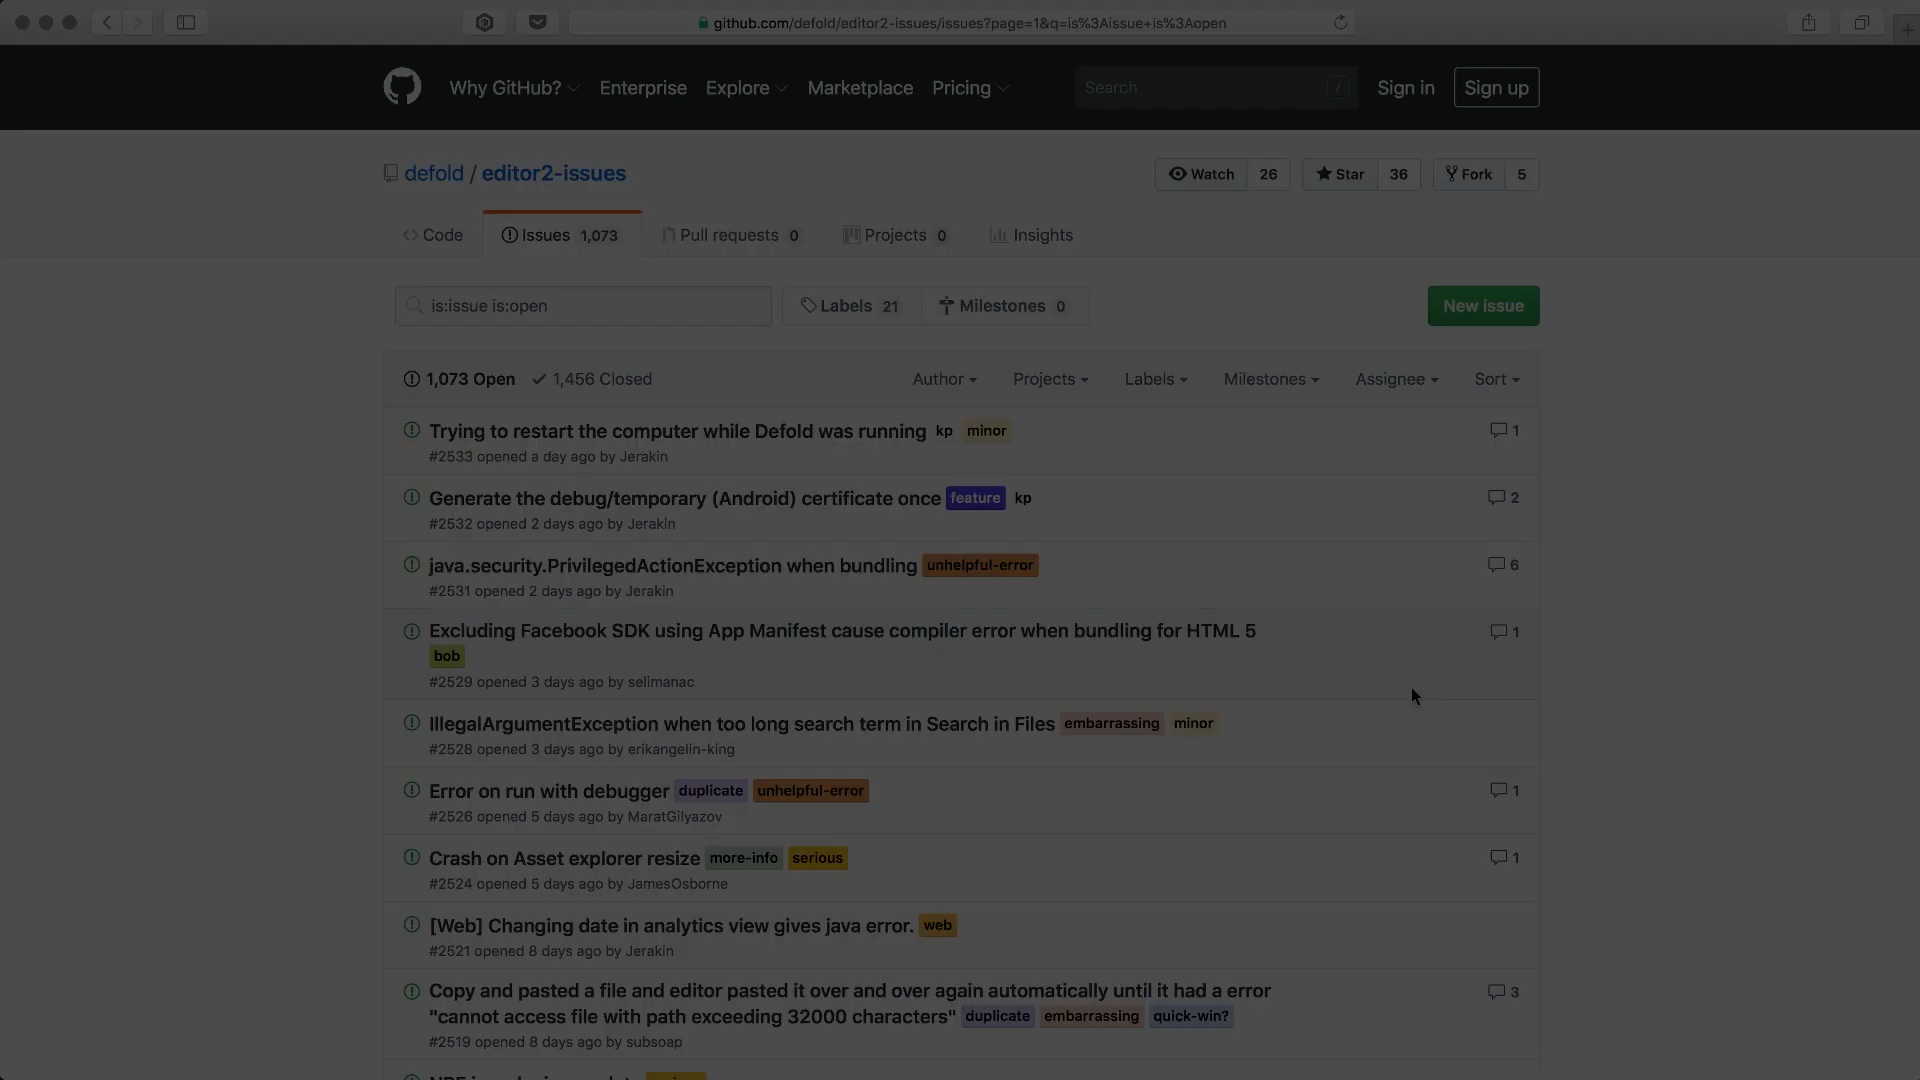 github.com/defold/editor2-issues/issues?page=1&q=is%3Aissue+is%3Aopen
Why GitHub? Enterprise Explore Marketplace Pricing Search / Sign in Sign up
defold / editor2-issues Watch 26 Star 36 Fork 5
Code Issues 1,073 Pull requests 0 Projects 0 Insights
is:issue is:open Labels 21 Milestones 0 New issue
1,073 Open 1,456 Closed Author Projects Labels Milestones Assignee Sort
Trying to restart the computer while Defold was running kp minor 1
#2533 opened a day ago by Jerakin
Generate the debug/temporary (Android) certificate once feature kp 2
#2532 opened 2 days ago by Jerakin
java.security.PrivilegedActionException when bundling unhelpful-error 6
#2531 opened 2 days ago by Jerakin
Excluding Facebook SDK using App Manifest cause compiler error when bundling for HTML 5 1
bob
#2529 opened 3 days ago by selimanac
IllegalArgumentException when too long search term in Search in Files embarrassing minor
#2528 opened 3 days ago by erikangelin-king
Error on run with debugger duplicate unhelpful-error 1
#2526 opened 5 days ago by MaratGilyazov
Crash on Asset explorer resize more-info serious 1
#2524 opened 5 days ago by JamesOsborne
[Web] Changing date in analytics view gives java error. web
#2521 opened 8 days ago by Jerakin
Copy and pasted a file and editor pasted it over and over again automatically until it had a error 3
"cannot access file with path exceeding 32000 characters" duplicate embarrassing quick-win?
#2519 opened 8 days ago by subsoap